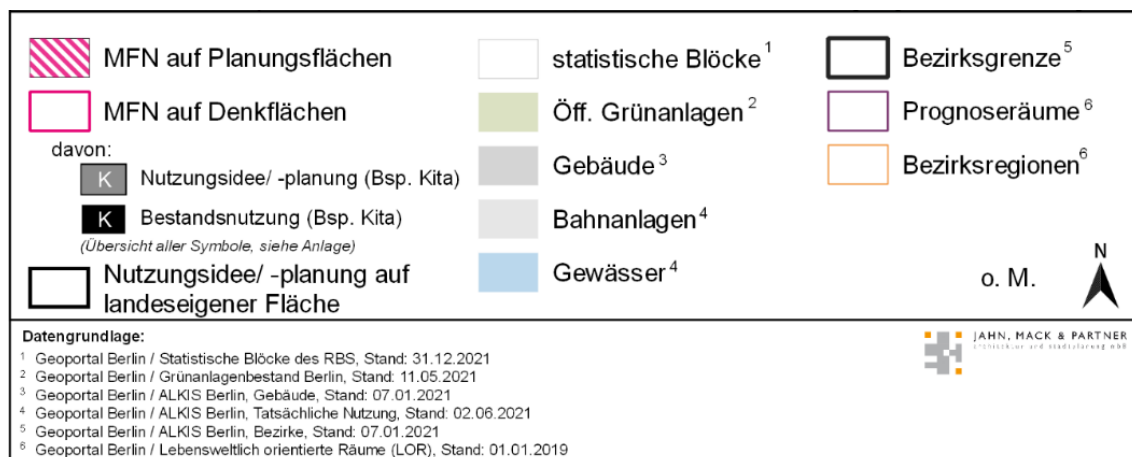 MFN auf Planungsflächen
MFN auf Denkflächen
davon:
K Nutzungsidee/ -planung (Bsp. Kita)
K Bestandsnutzung (Bsp. Kita)
(Übersicht aller Symbole, siehe Anlage)
Nutzungsidee/ -planung auf
landeseigener Fläche
statistische Blöcke 1
Öff. Grünanlagen 2
Gebäude 3
Bahnanlagen 4
Gewässer 4
Bezirksgrenze 5
Prognoseräume 6
Bezirksregionen 6
o. M.
N
Datengrundlage:
1 Geoportal Berlin / Statistische Blöcke des RBS, Stand: 31.12.2021
2 Geoportal Berlin / Grünanlagenbestand Berlin, Stand: 11.05.2021
3 Geoportal Berlin / ALKIS Berlin, Gebäude, Stand: 07.01.2021
4 Geoportal Berlin / ALKIS Berlin, Tatsächliche Nutzung, Stand: 02.06.2021
5 Geoportal Berlin / ALKIS Berlin, Bezirke, Stand: 07.01.2021
6 Geoportal Berlin / Lebensweltlich orientierte Räume (LOR), Stand: 01.01.2019
JAHN, MACK & PARTNER
architektur und stadtplanung mbB